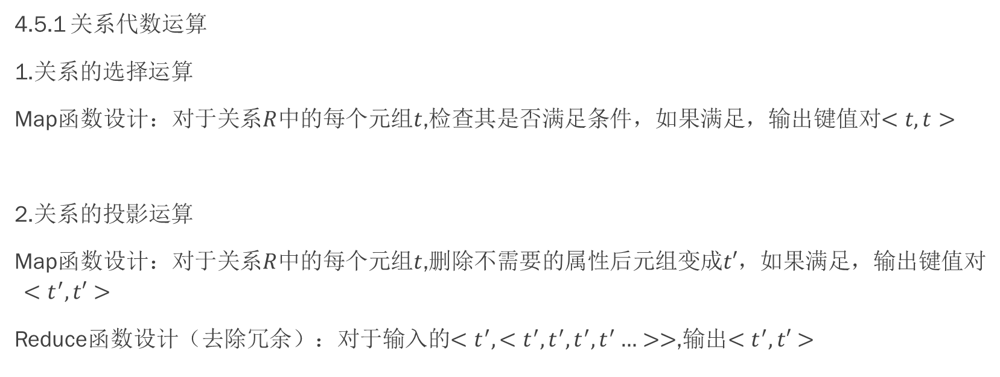 4.5.1关系代数运算
1.关系的选择运算
Map函数设计：对于关系R中的每个元组t,检查其是否满足条件，如果满足，输出键值对< t, t >
2.关系的投影运算
Map函数设计：对于关系R中的每个元组t,删除不需要的属性后元组变成t′，如果满足，输出键值对
< t′, t′ >
Reduce函数设计（去除冗余）：对于输入的< t′, < t′, t′, t′, t′ … >>,输出< t′, t′ >